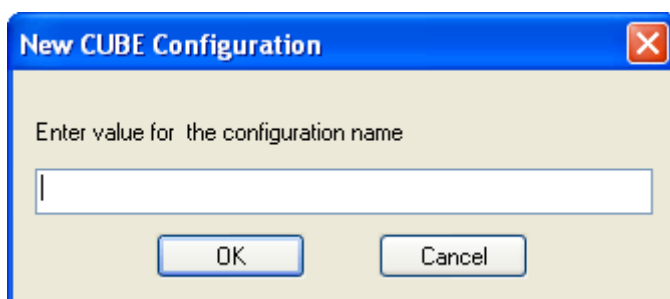 New CUBE Configuration
Enter value for  the configuration name
OK
Cancel